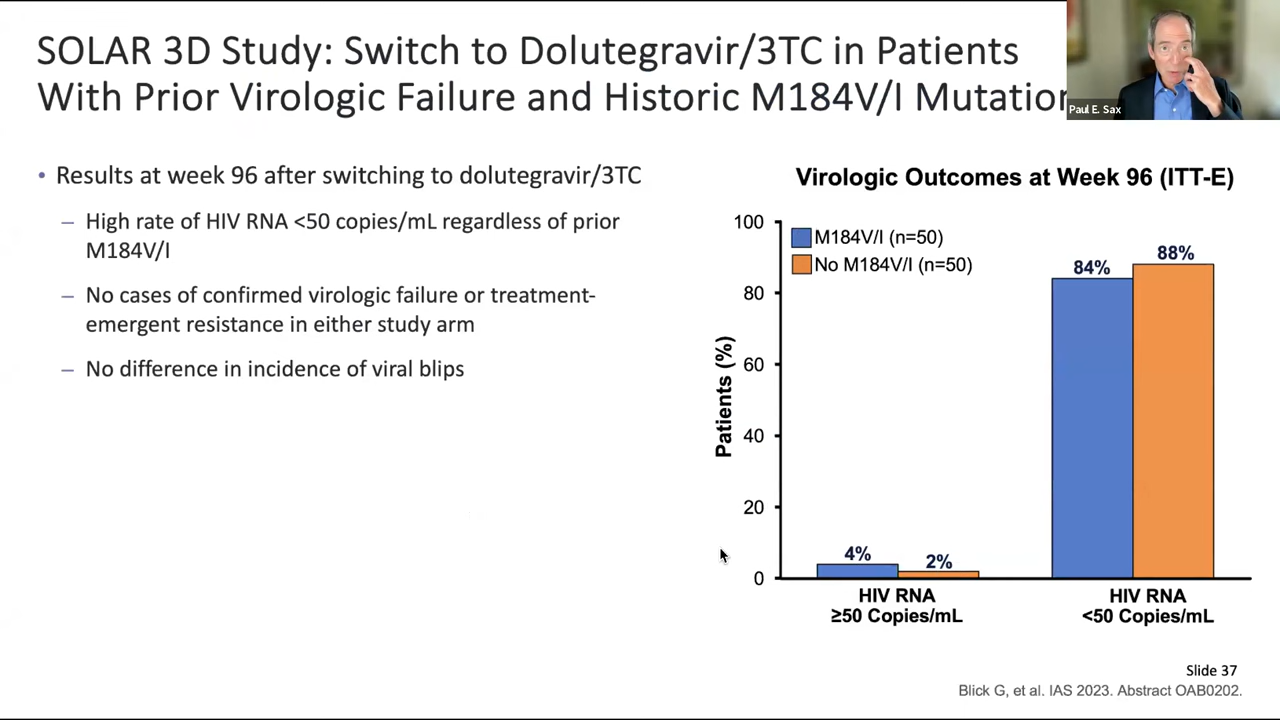 SOLAR 3D Study: Switch to Dolutegravir/3TC in Patients
With Prior Virologic Failure and Historic M184V/I Mutation
Paul E. Sax
• Results at week 96 after switching to dolutegravir/3TC
– High rate of HIV RNA <50 copies/mL regardless of prior
M184V/I
– No cases of confirmed virologic failure or treatment-
emergent resistance in either study arm
– No difference in incidence of viral blips
Virologic Outcomes at Week 96 (ITT-E)
M184V/I (n=50)
No M184V/I (n=50)
Patients (%)
100
80
60
40
20
0
4%
2%
84%
88%
HIV RNA
≥50 Copies/mL
HIV RNA
<50 Copies/mL
Slide 37
Blick G, et al. IAS 2023. Abstract OAB0202.